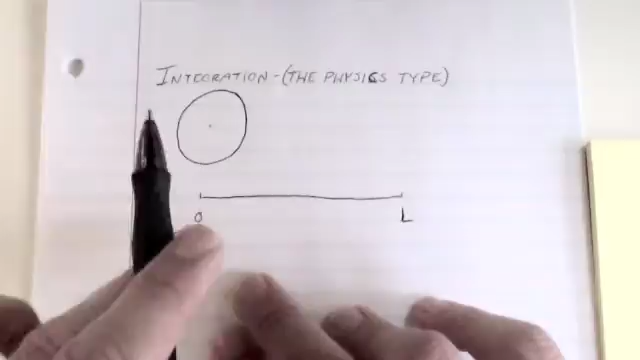 INTEGRATION - (THE PHYSICS TYPE)
0 L